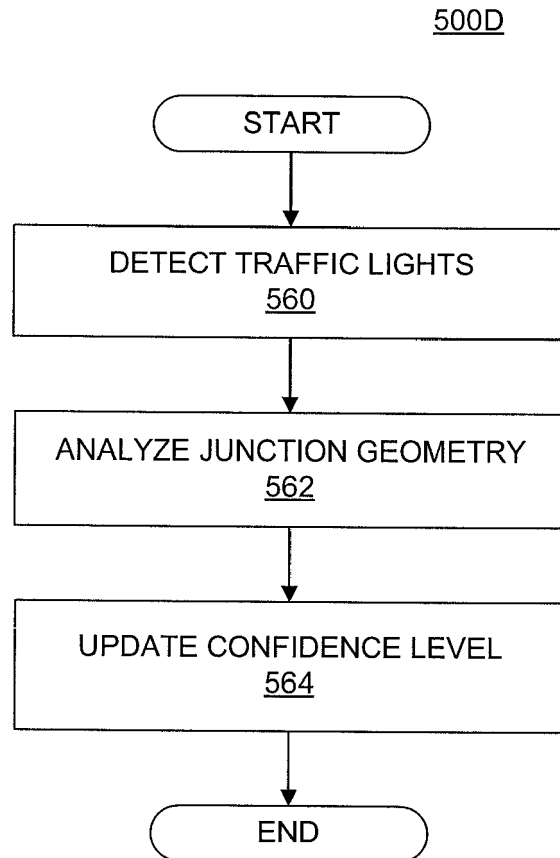 500D
START
DETECT TRAFFIC LIGHTS
560
ANALYZE JUNCTION GEOMETRY
562
UPDATE CONFIDENCE LEVEL
564
END